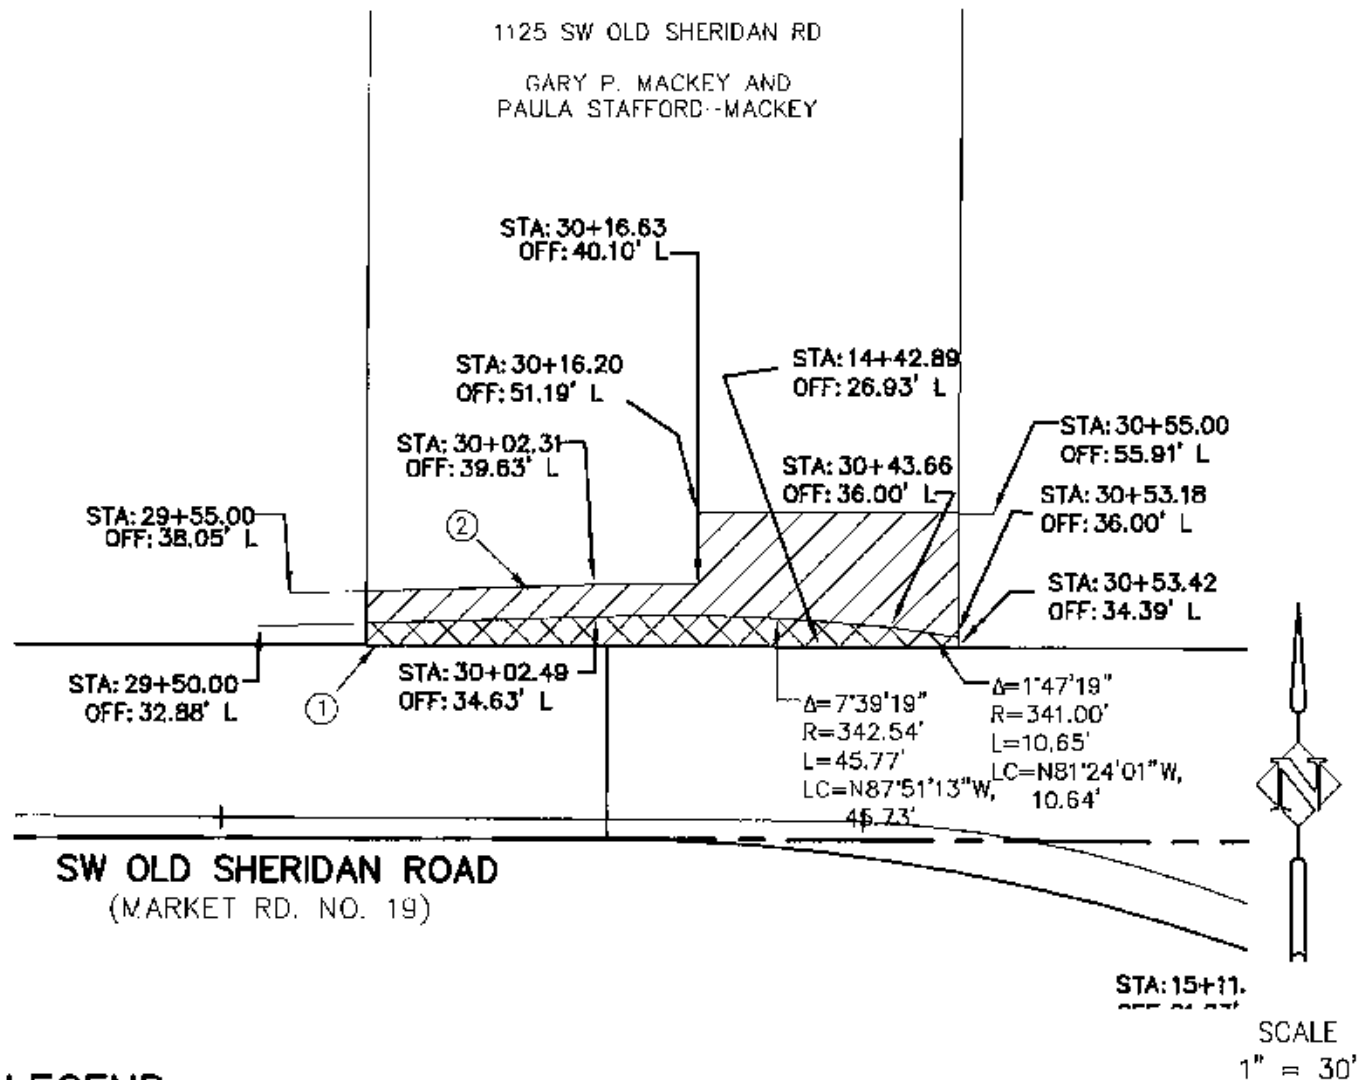 1125 SW OLD SHERIDAN RD
GARY P. MACKEY AND
PAULA STAFFORD--MACKEY
STA: 30+16.63
OFF: 40.10' L
STA: 30+16.20
OFF: 51.19' L
STA: 14+42.89
OFF: 26.93' L
STA: 30+02.31
OFF: 39.63' L
STA: 30+55.00
OFF: 55.91' L
STA: 30+43.66
OFF: 36.00' L
STA: 30+53.18
OFF: 36.00' L
STA: 29+55.00
OFF: 38.05' L
2
STA: 30+53.42
OFF: 34.39' L
STA: 29+50.00
OFF: 32.88' L
1
STA: 30+02.49
OFF: 34.63' L
Δ=7°39'19"
R=342.54'
L=45.77'
LC=N87°51'13"W,
45.73'
Δ=1°47'19"
R=341.00'
L=10.65'
LC=N81°24'01"W,
10.64'
N
SW OLD SHERIDAN ROAD
(MARKET RD. NO. 19)
STA: 15+11.
SCALE
1" = 30'